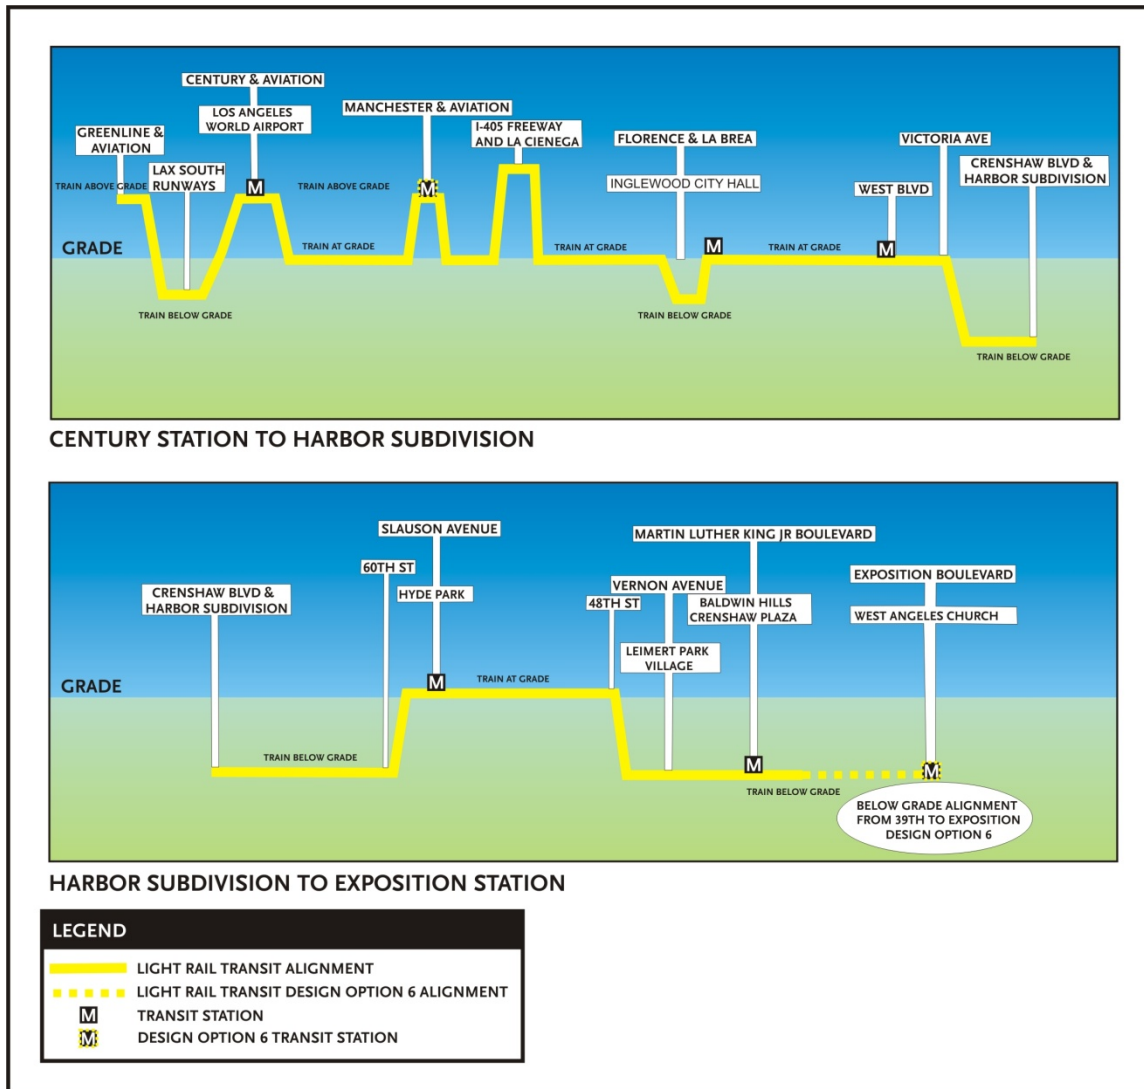 CENTURY & AVIATION
LOS ANGELES
WORLD AIRPORT
MANCHESTER & AVIATION
I-405 FREEWAY
AND LA CIENEGA
GREENLINE &
AVIATION
FLORENCE & LA BREA
VICTORIA AVE
LAX SOUTH
RUNWAYS
CRENSHAW BLVD &
HARBOR SUBDIVISION
TRAIN ABOVE GRADE
M
TRAIN ABOVE GRADE
M
INGLEWOOD CITY HALL
WEST BLVD
GRADE
TRAIN AT GRADE
TRAIN AT GRADE
M
TRAIN AT GRADE
M
TRAIN BELOW GRADE
TRAIN BELOW GRADE
TRAIN BELOW GRADE
CENTURY STATION TO HARBOR SUBDIVISION
SLAUSON AVENUE
MARTIN LUTHER KING JR BOULEVARD
60TH ST
EXPOSITION BOULEVARD
CRENSHAW BLVD &
HARBOR SUBDIVISION
HYDE PARK
VERNON AVENUE
48TH ST
BALDWIN HILLS
CRENSHAW PLAZA
WEST ANGELES CHURCH
LEIMERT PARK
VILLAGE
GRADE
M
TRAIN AT GRADE
TRAIN BELOW GRADE
M
M
TRAIN BELOW GRADE
BELOW GRADE ALIGNMENT
FROM 39TH TO EXPOSITION
DESIGN OPTION 6
HARBOR SUBDIVISION TO EXPOSITION STATION
LEGEND
LIGHT RAIL TRANSIT ALIGNMENT
LIGHT RAIL TRANSIT DESIGN OPTION 6 ALIGNMENT
M TRANSIT STATION
M DESIGN OPTION 6 TRANSIT STATION